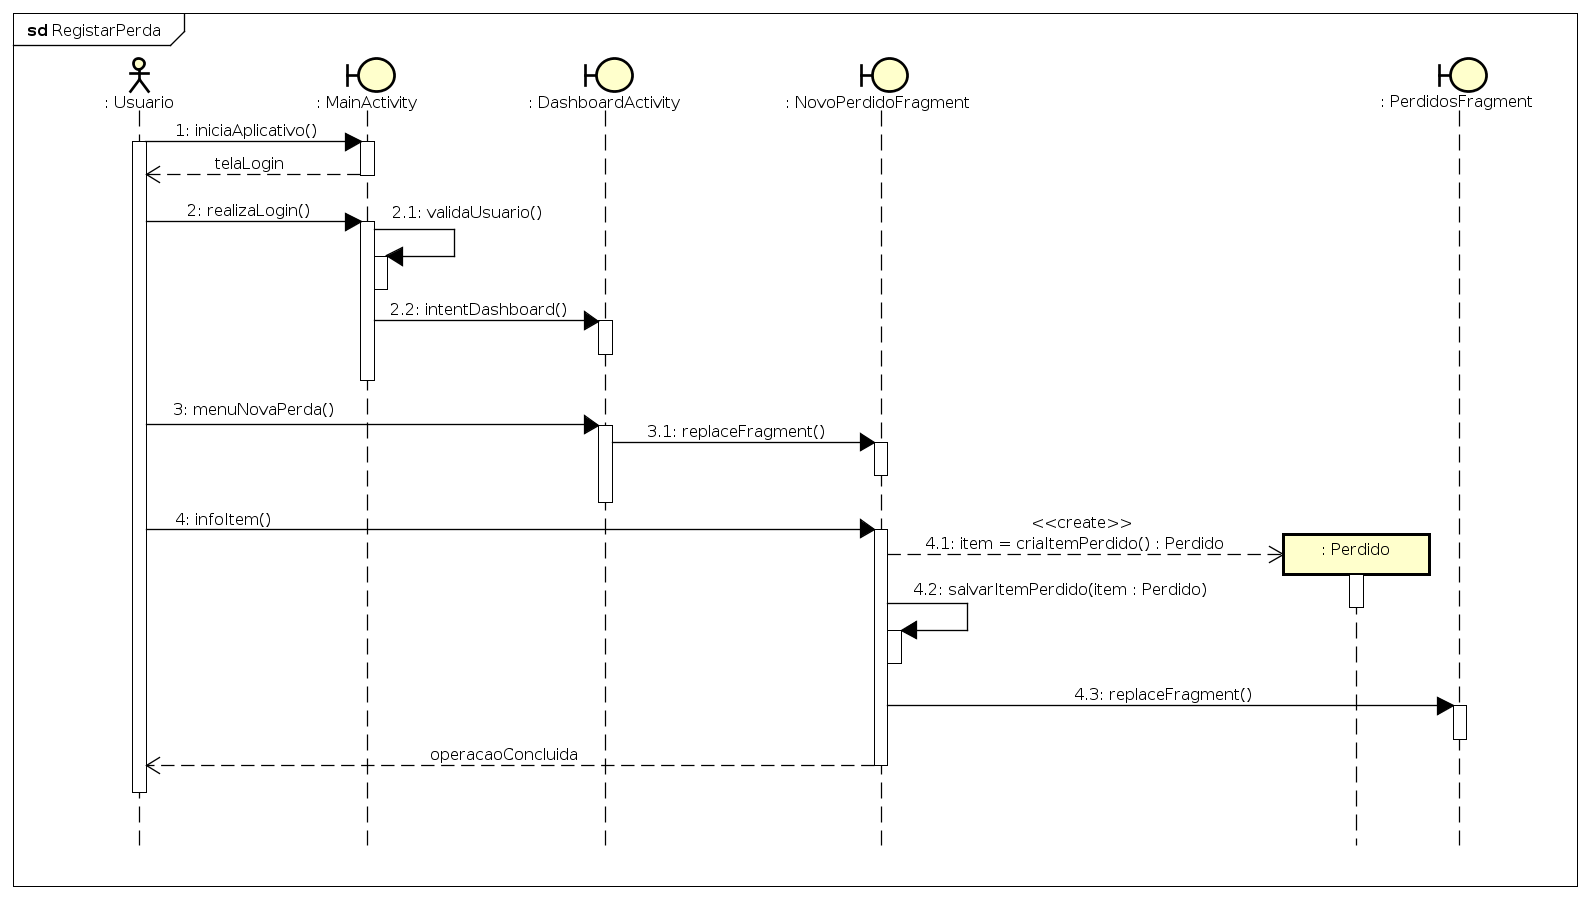 sd RegistarPerda
: Usuario
: MainActivity
: DashboardActivity
: NovoPerdidoFragment
: PerdidosFragment
1: iniciaAplicativo()
telaLogin
2: realizaLogin()
2.1: validaUsuario()
2.2: intentDashboard()
3: menuNovaPerda()
3.1: replaceFragment()
4: infoItem()
<<create>>
4.1: item = criaItemPerdido() : Perdido
: Perdido
4.2: salvarItemPerdido(item : Perdido)
4.3: replaceFragment()
operacaoConcluida